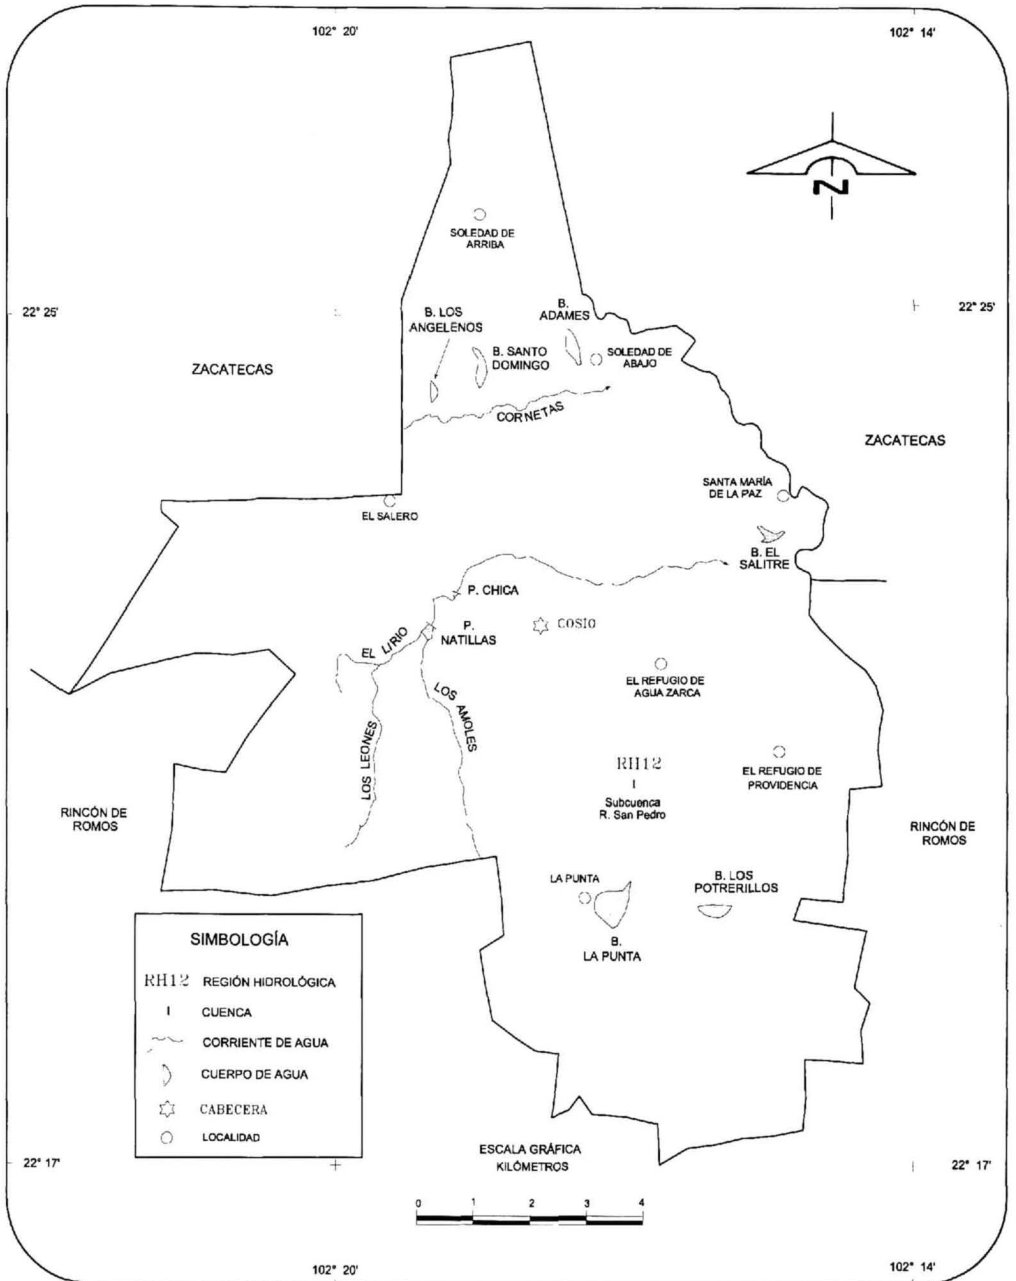 102° 20'
102° 14'
N
SOLEDAD DE
ARRIBA
22° 25'
22° 25'
B. LOS
ANGELENOS
B.
ADAMES
B. SANTO
DOMINGO
SOLEDAD DE
ABAJO
ZACATECAS
CORNETAS
ZACATECAS
SANTA MARÍA
DE LA PAZ
EL SALERO
B. EL
SALITRE
P. CHICA
P.
NATILLAS
COSIO
EL LIRIO
EL REFUGIO DE
AGUA ZARCA
LOS AMOLES
LOS LEONES
RH12
I
Subcuenca
R. San Pedro
EL REFUGIO DE
PROVIDENCIA
RINCÓN DE
ROMOS
RINCÓN DE
ROMOS
LA PUNTA
B. LOS
POTRERILLOS
B.
LA PUNTA
SIMBOLOGÍA
RH12 REGIÓN HIDROLÓGICA
I CUENCA
CORRIENTE DE AGUA
CUERPO DE AGUA
CABECERA
LOCALIDAD
22° 17'
22° 17'
ESCALA GRÁFICA
KILÓMETROS
0 1 2 3 4
102° 20'
102° 14'